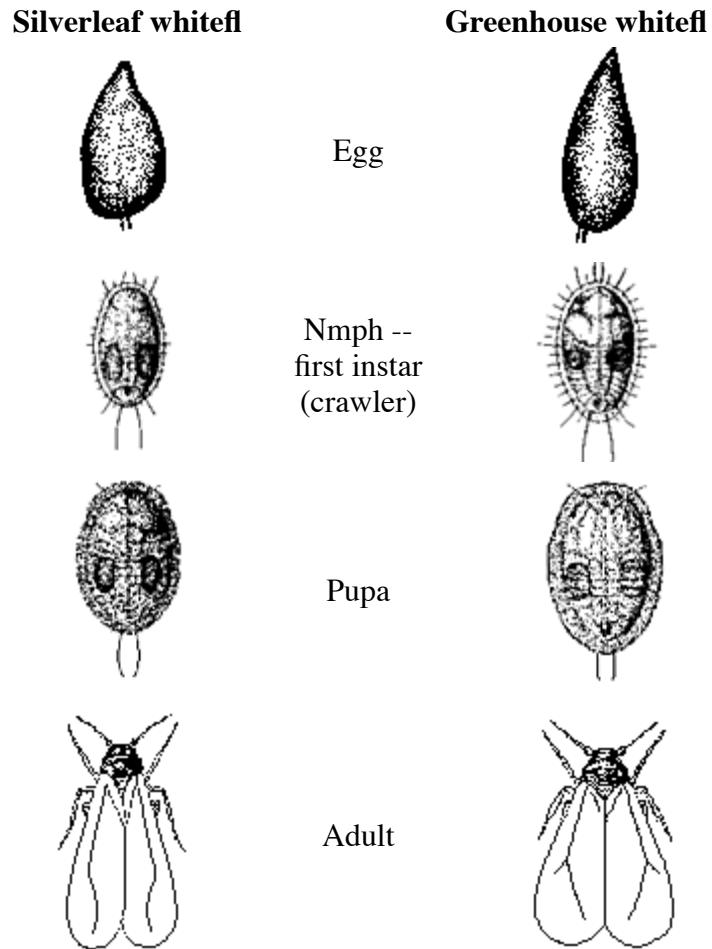 Silverleaf whitefl
Greenhouse whitefl
Egg
Nmph --
first instar
(crawler)
Pupa
Adult